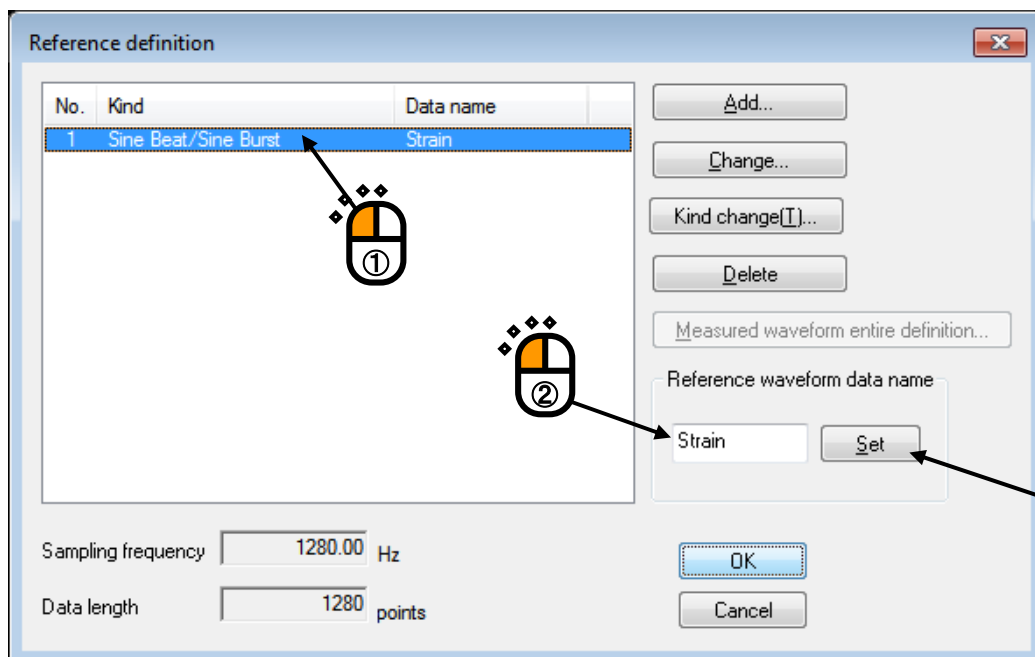 Reference definition
No. Kind Data name
1 Sine Beat/Sine Burst Strain
①
②
Add...
Change...
Kind change(T)...
Delete
Measured waveform entire definition...
Reference waveform data name
Strain Set
Sampling frequency 1280.00 Hz
Data length 1280 points
OK
Cancel